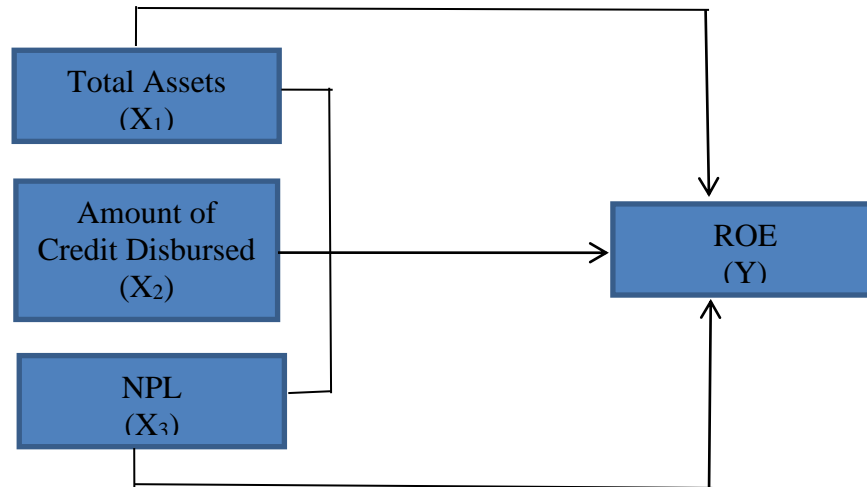 Total Assets
(X₁)
Amount of
Credit Disbursed
(X₂)
NPL
(X₃)
ROE
(Y)